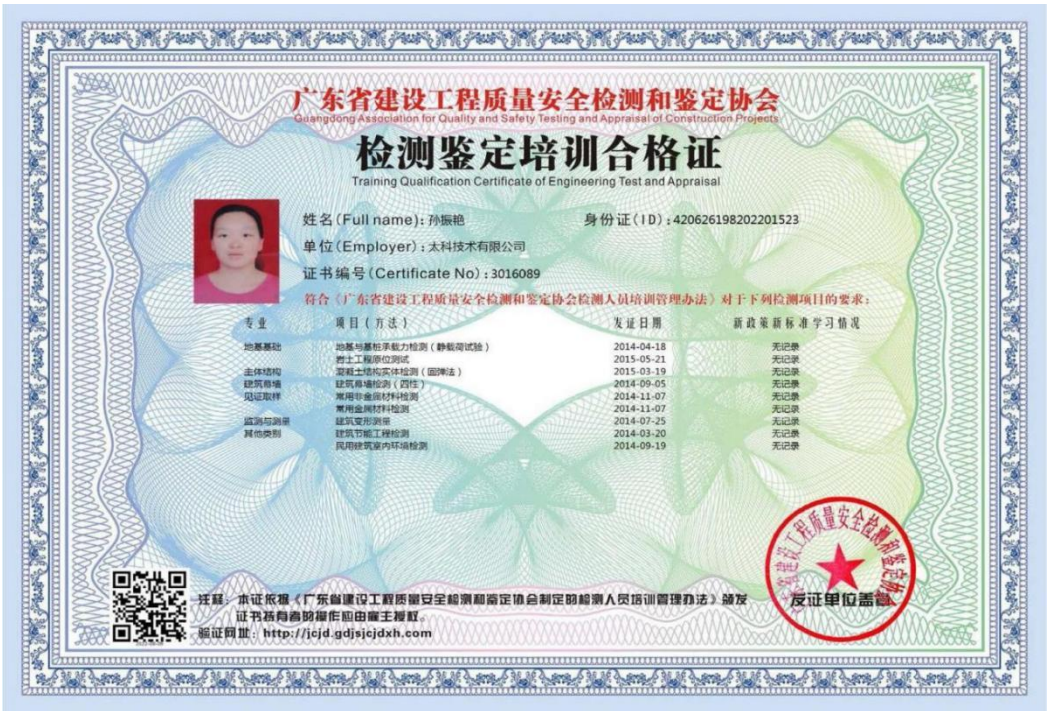 广东省建设工程质量安全检测和鉴定协会
Guangdong Association for Quality and Safety Testing and Appraisal of Construction Projects
检测鉴定培训合格证
Training Qualification Certificate of Engineering Test and Appraisal
姓名(Full name):孙振艳 身份证(ID):420626198202201523
单位(Employer):太科技术有限公司
证书编号(Certificate No):3016089
符合《广东省建设工程质量安全检测和鉴定协会检测人员培训管理办法》对于下列检测项目的要求:
专业 项目(方法) 发证日期 新政策新标准学习情况
地基基础 地基与基桩承载力检测(静载荷试验) 2014-04-18 无记录
岩土工程原位测试 2015-05-21 无记录
主体结构 混凝土结构实体检测(回弹法) 2015-03-19 无记录
建筑幕墙 建筑幕墙检测(四性) 2014-09-05 无记录
见证取样 常用非金属材料检测 2014-11-07 无记录
常用金属材料检测 2014-11-07 无记录
监测与测量 建筑变形测量 2014-07-25 无记录
其他类别 建筑节能工程检测 2014-03-20 无记录
民用建筑室内环境检测 2014-09-19 无记录
注释:本证依据《广东省建设工程质量安全检测和鉴定协会制定的检测人员培训管理办法》颁发
证书持有者的操作应由雇主授权。
验证网址:http://jcjd.gdjsjcjdxh.com
东省建设工程质量安全检测和鉴定协会
发证单位盖章